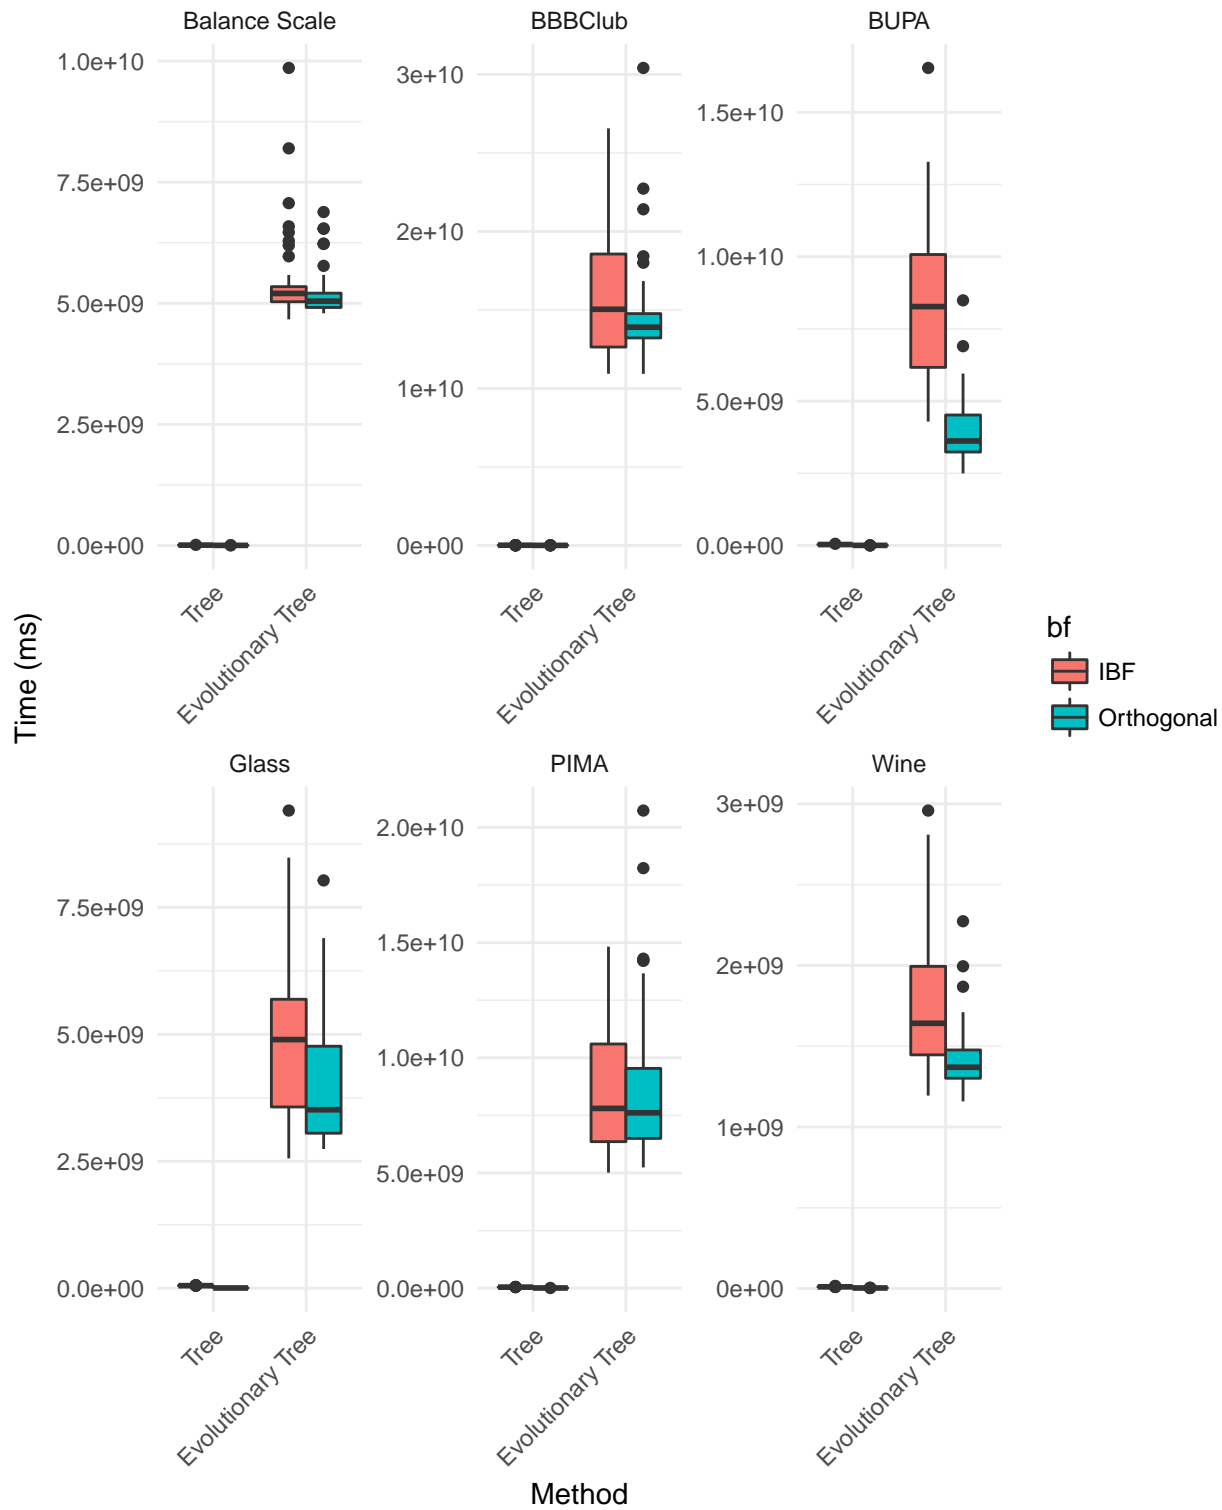 Balance Scale
BBBClub
BUPA
1.0e+10
7.5e+09
5.0e+09
2.5e+09
0.0e+00
3e+10
2e+10
1e+10
0e+00
1.5e+10
1.0e+10
5.0e+09
0.0e+00
Tree
Evolutionary Tree
Tree
Evolutionary Tree
Tree
Evolutionary Tree
Time (ms)
bf
IBF
Orthogonal
Glass
PIMA
Wine
7.5e+09
5.0e+09
2.5e+09
0.0e+00
2.0e+10
1.5e+10
1.0e+10
5.0e+09
0.0e+00
3e+09
2e+09
1e+09
0e+00
Tree
Evolutionary Tree
Tree
Evolutionary Tree
Tree
Evolutionary Tree
Method